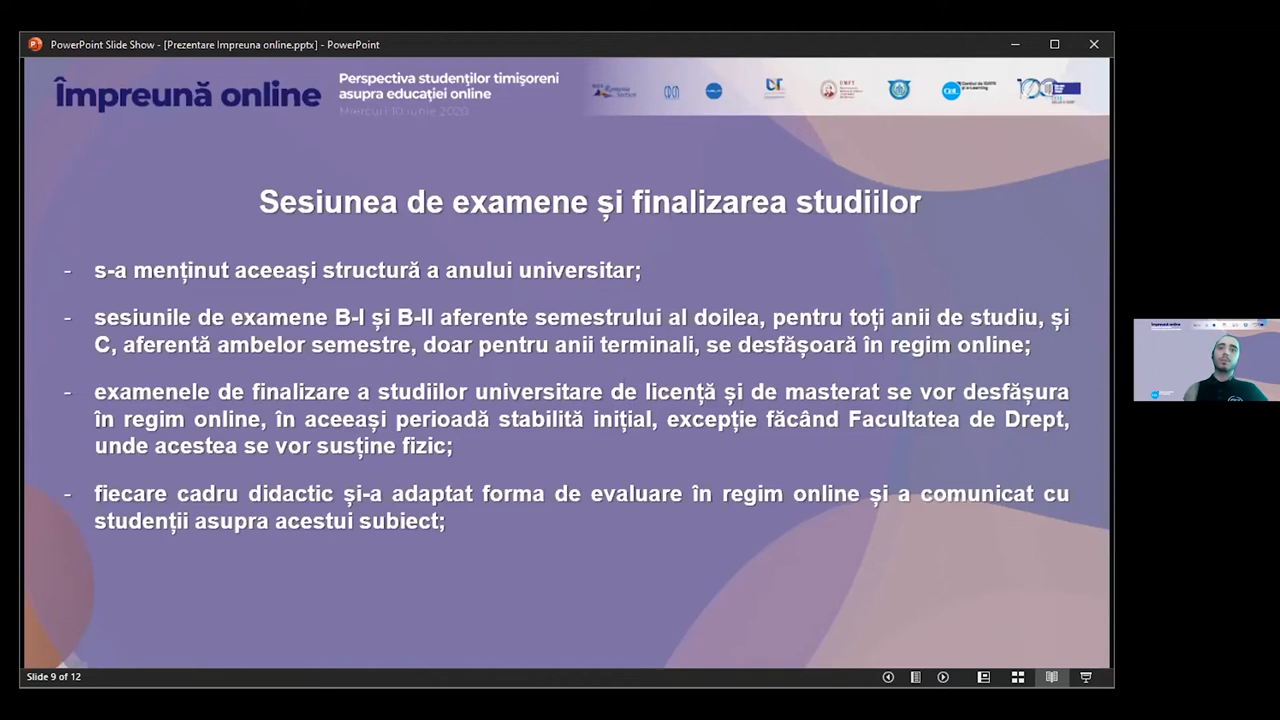 PowerPoint Slide Show - [Prezentare Impreuna online.pptx] - PowerPoint
Împreună online
Perspectiva studenților timișoreni
asupra educației online
Miercuri 10 iunie 2020
Sesiunea de examene și finalizarea studiilor
- s-a menținut aceeași structură a anului universitar;
- sesiunile de examene B-I și B-II aferente semestrului al doilea, pentru toți anii de studiu, și
C, aferentă ambelor semestre, doar pentru anii terminali, se desfășoară în regim online;
- examenele de finalizare a studiilor universitare de licență și de masterat se vor desfășura
în regim online, în aceeași perioadă stabilită inițial, excepție făcând Facultatea de Drept,
unde acestea se vor susține fizic;
- fiecare cadru didactic și-a adaptat forma de evaluare în regim online și a comunicat cu
studenții asupra acestui subiect;
Slide 9 of 12